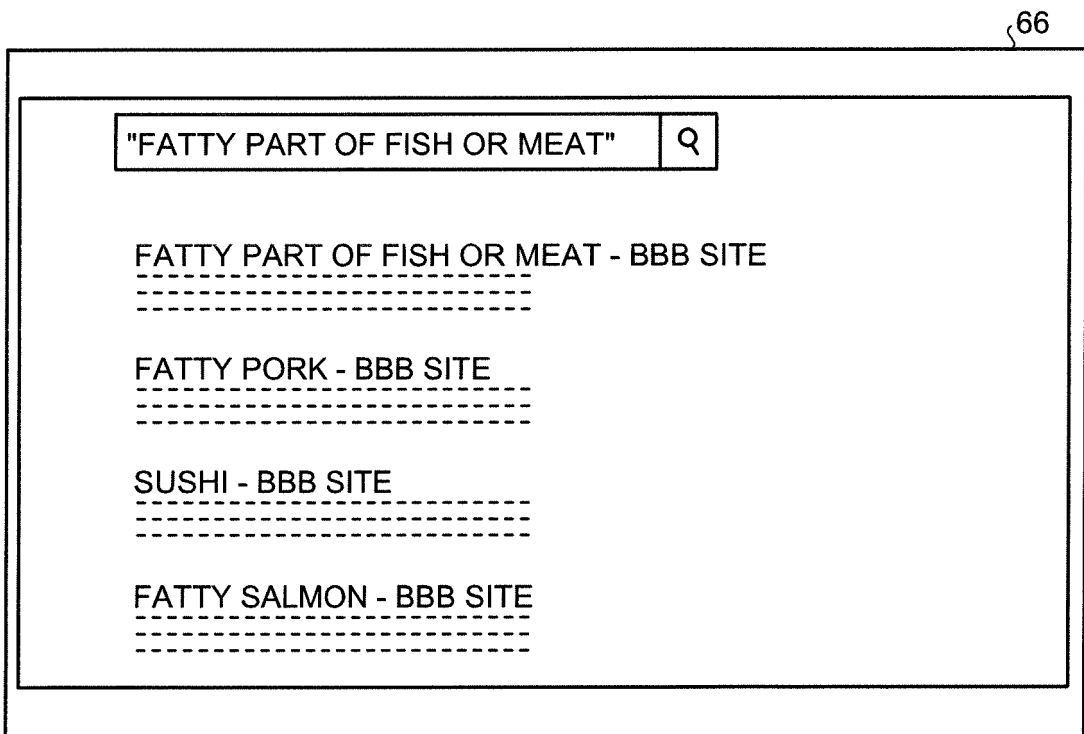 66
"FATTY PART OF FISH OR MEAT"
FATTY PART OF FISH OR MEAT - BBB SITE
FATTY PORK - BBB SITE
SUSHI - BBB SITE
FATTY SALMON - BBB SITE